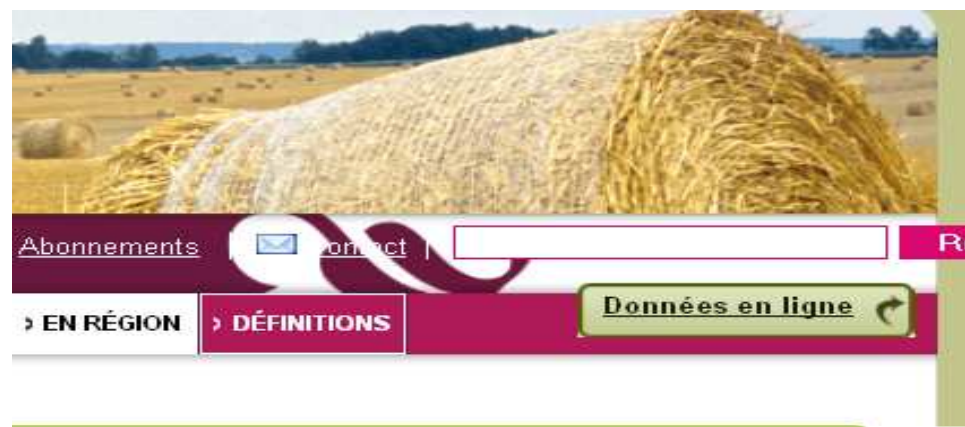 Abonnements | Contact |
› EN RÉGION › DÉFINITIONS Données en ligne